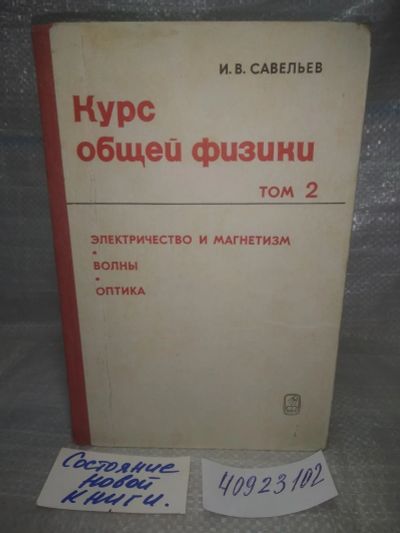 И. В. САВЕЛЬЕВ
Курс
общей физики
ТОМ 2
ЭЛЕКТРИЧЕСТВО И МАГНЕТИЗМ
•
ВОЛНЫ
•
ОПТИКА
Состояние
новой
книги.
40923102